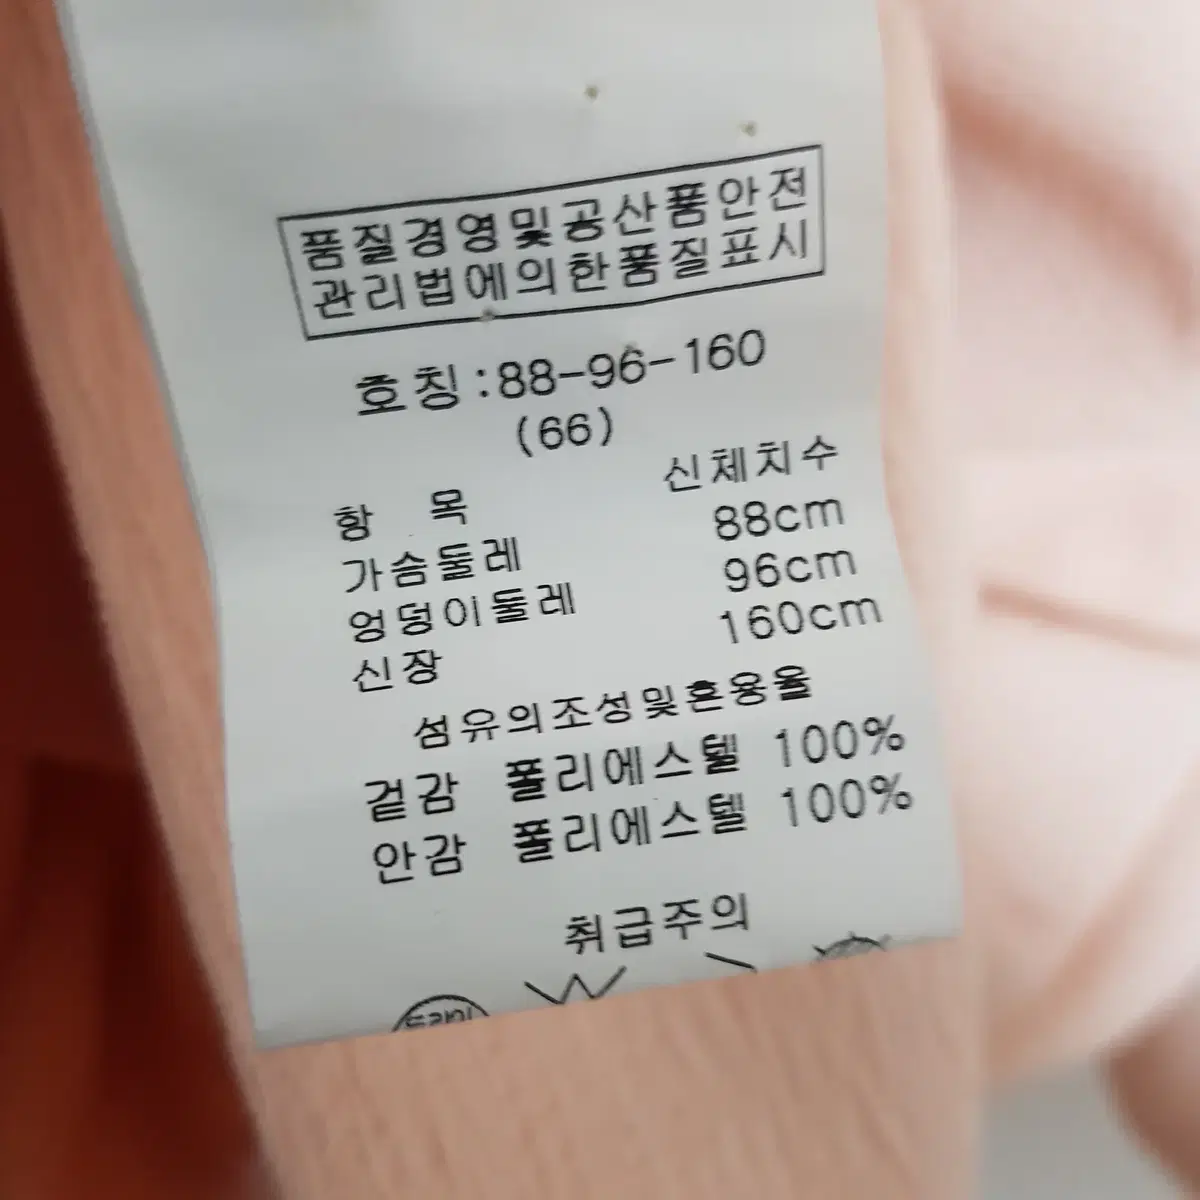 품질경영및공산품안전
관리법에의한품질표시
호칭:88-96-160
(66)
항 목 신체치수
가슴둘레 88cm
엉덩이둘레 96cm
신장 160cm
섬유의조성및혼용율
겉감 폴리에스텔 100%
안감 폴리에스텔 100%
취급주의
드라이